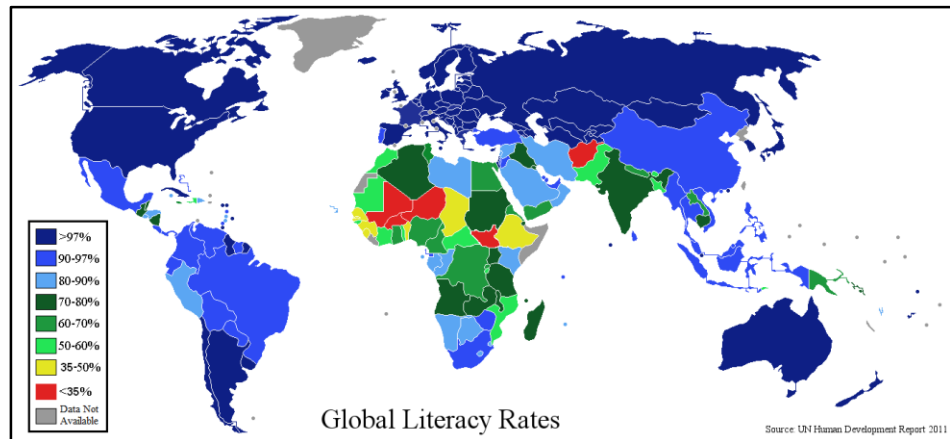 >97%
90-97%
80-90%
70-80%
60-70%
50-60%
35-50%
<35%
Data Not
Available
Global Literacy Rates
Source: UN Human Development Report 2011